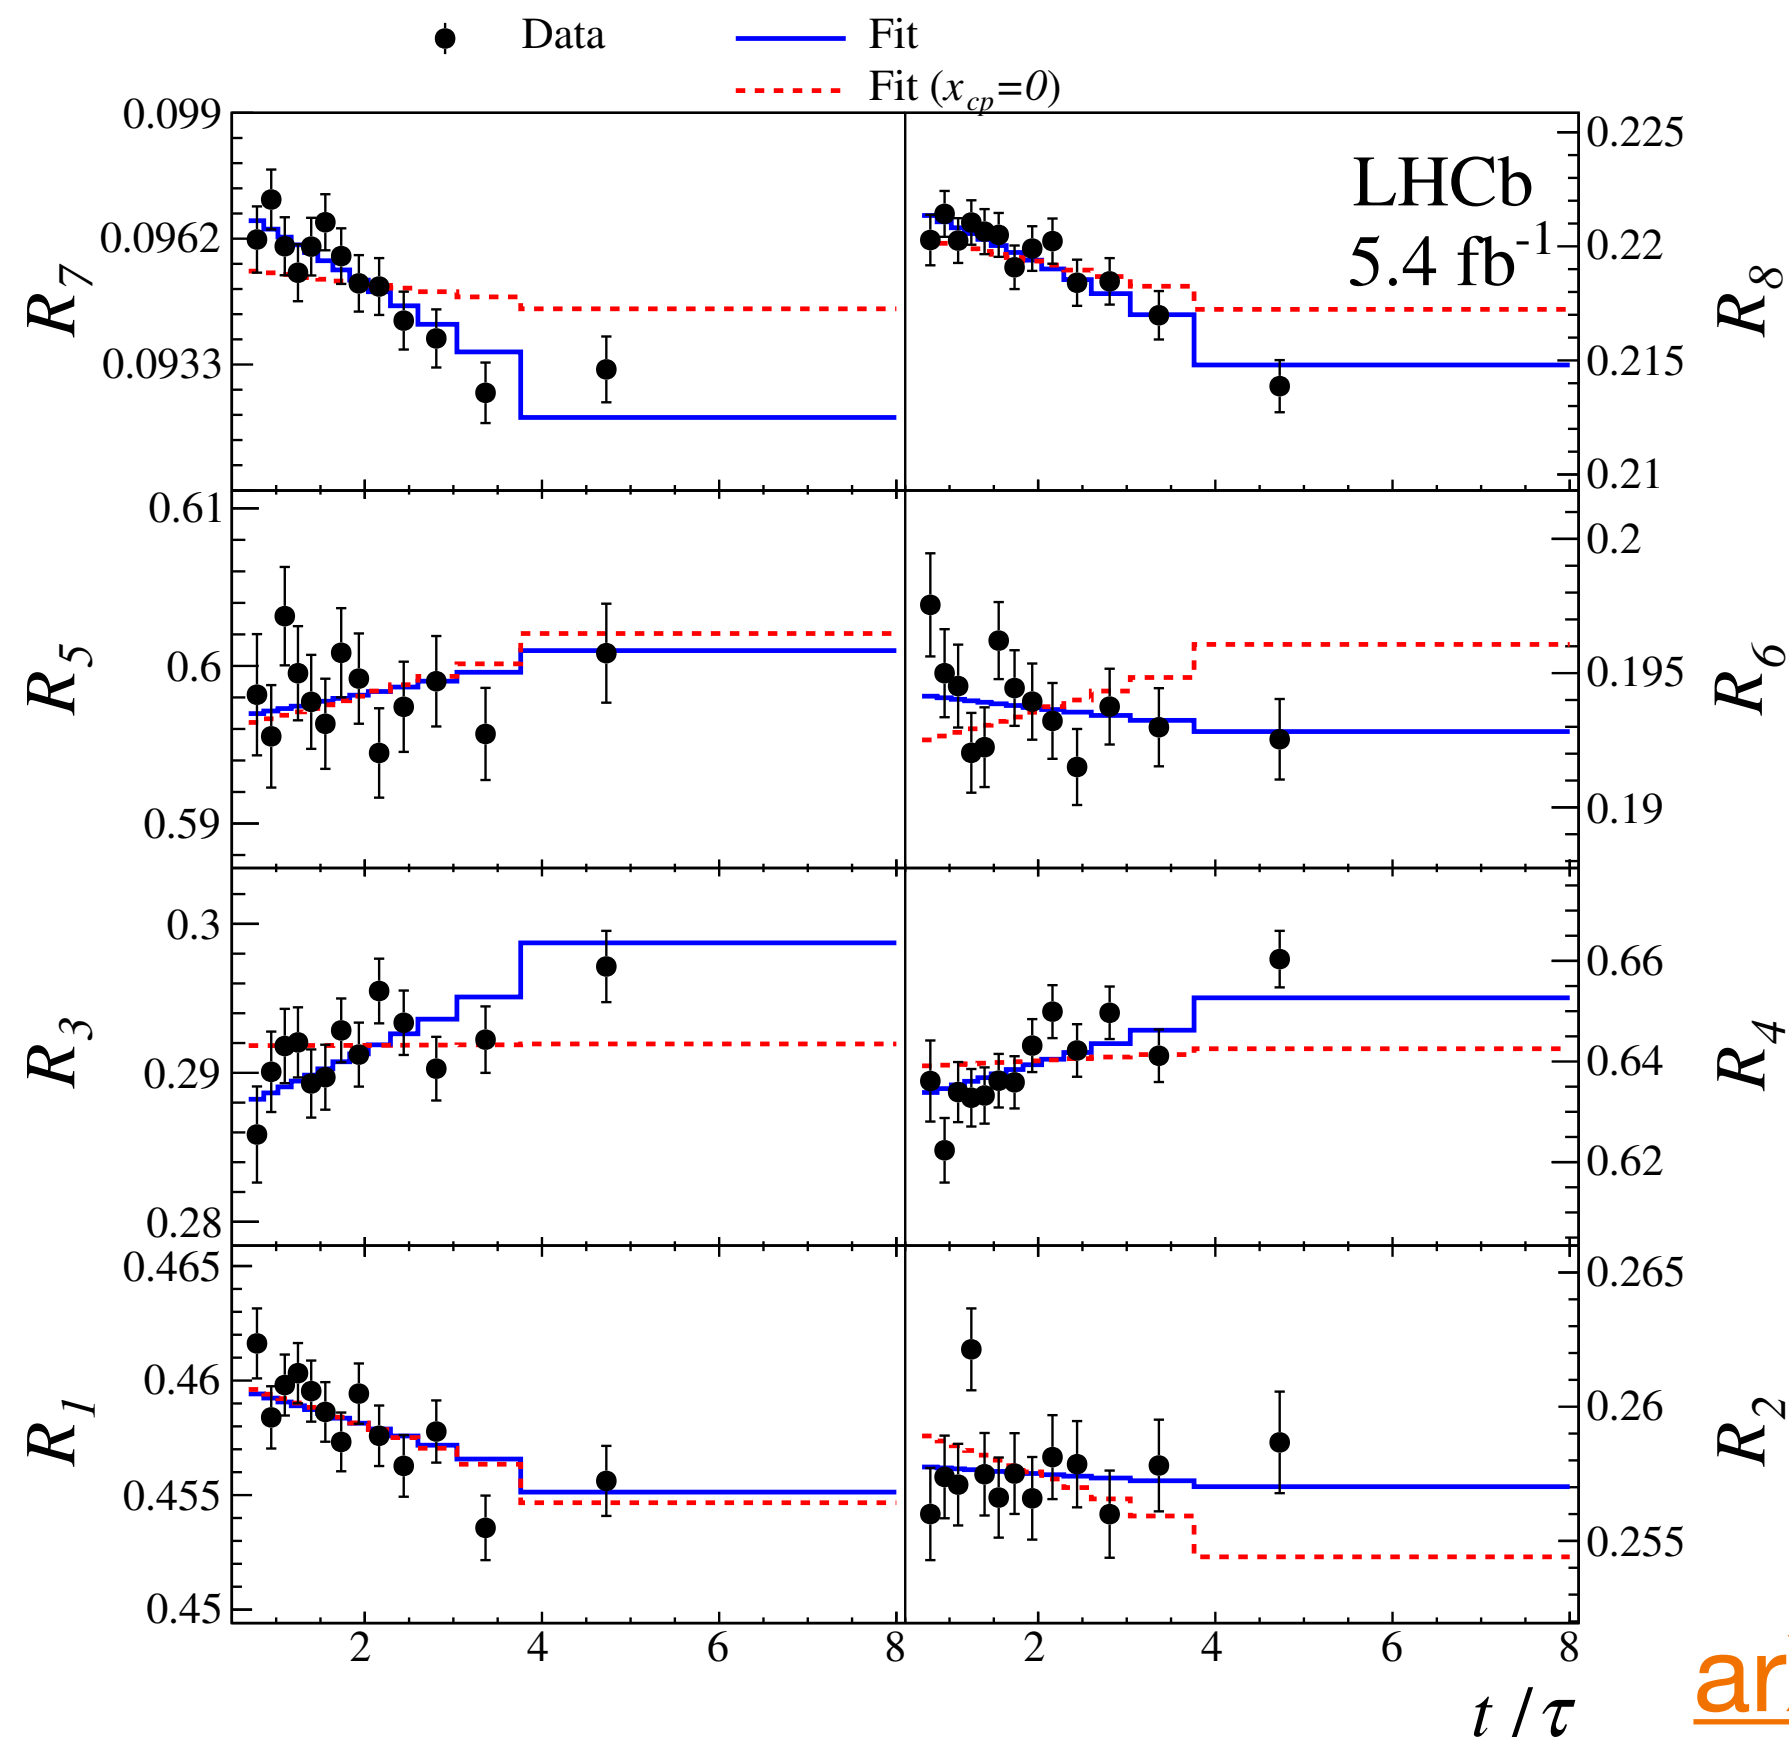 Data
Fit
Fit (x_cp=0)
LHCb
5.4 fb^-1
R_7
0.099
0.0962
0.0933
R_8
0.225
0.22
0.215
0.21
R_5
0.61
0.6
0.59
R_6
0.2
0.195
0.19
R_3
0.3
0.29
0.28
R_4
0.66
0.64
0.62
R_1
0.465
0.46
0.455
0.45
R_2
0.265
0.26
0.255
2 4 6 8 2 4 6 8
t / τ